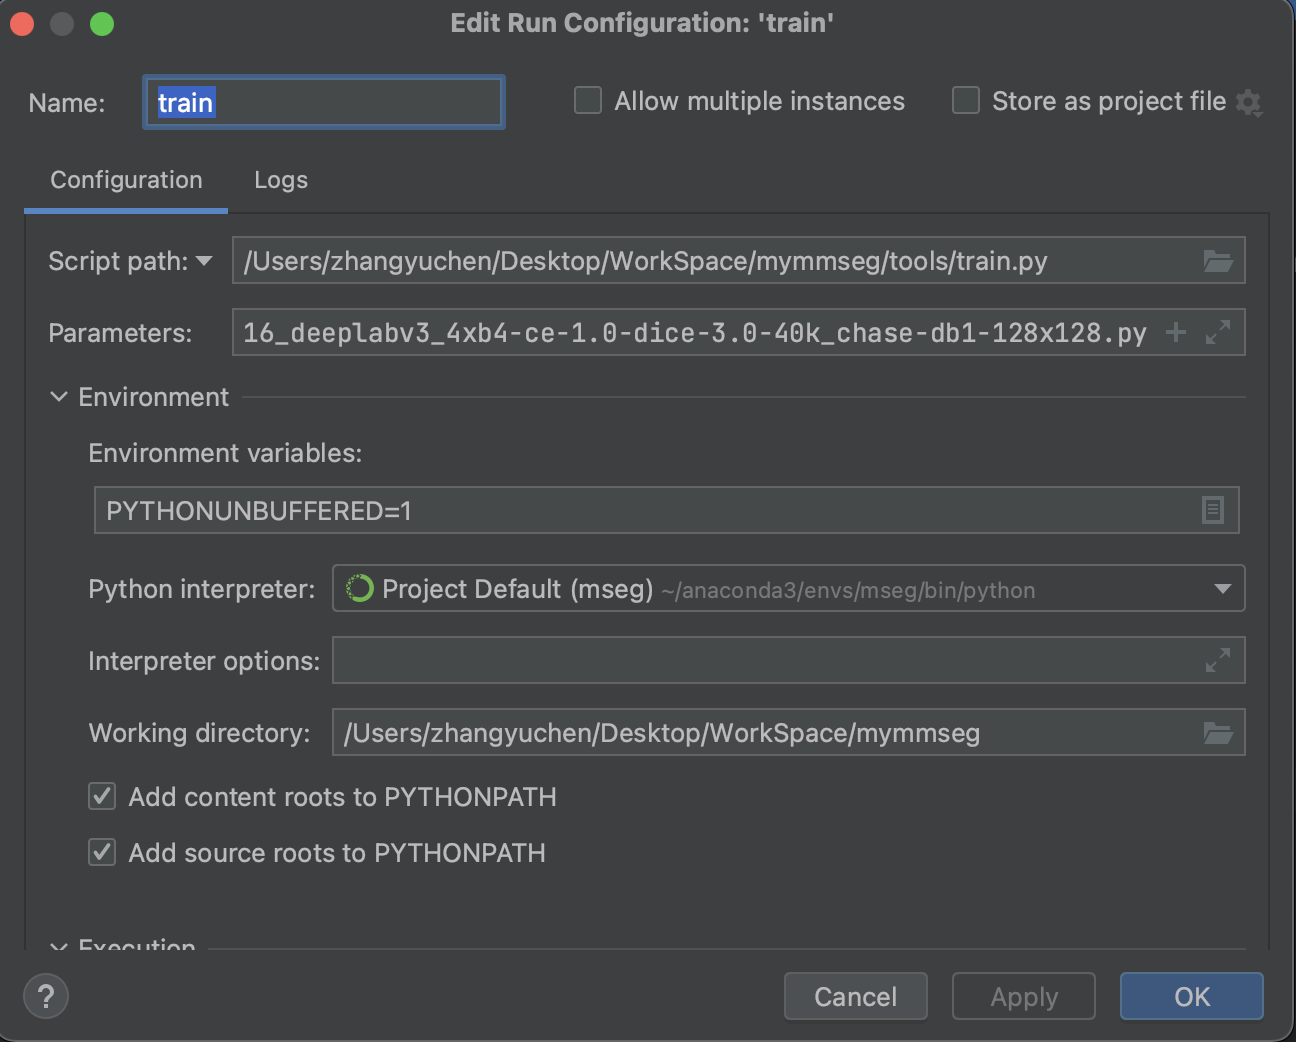 Edit Run Configuration: 'train'
Name: train Allow multiple instances Store as project file
Configuration Logs
Script path: /Users/zhangyuchen/Desktop/WorkSpace/mymmseg/tools/train.py
Parameters: 16_deeplabv3_4xb4-ce-1.0-dice-3.0-40k_chase-db1-128x128.py
Environment
Environment variables:
PYTHONUNBUFFERED=1
Python interpreter: Project Default (mseg) ~/anaconda3/envs/mseg/bin/python
Interpreter options:
Working directory: /Users/zhangyuchen/Desktop/WorkSpace/mymmseg
Add content roots to PYTHONPATH
Add source roots to PYTHONPATH
Execution
? Cancel Apply OK